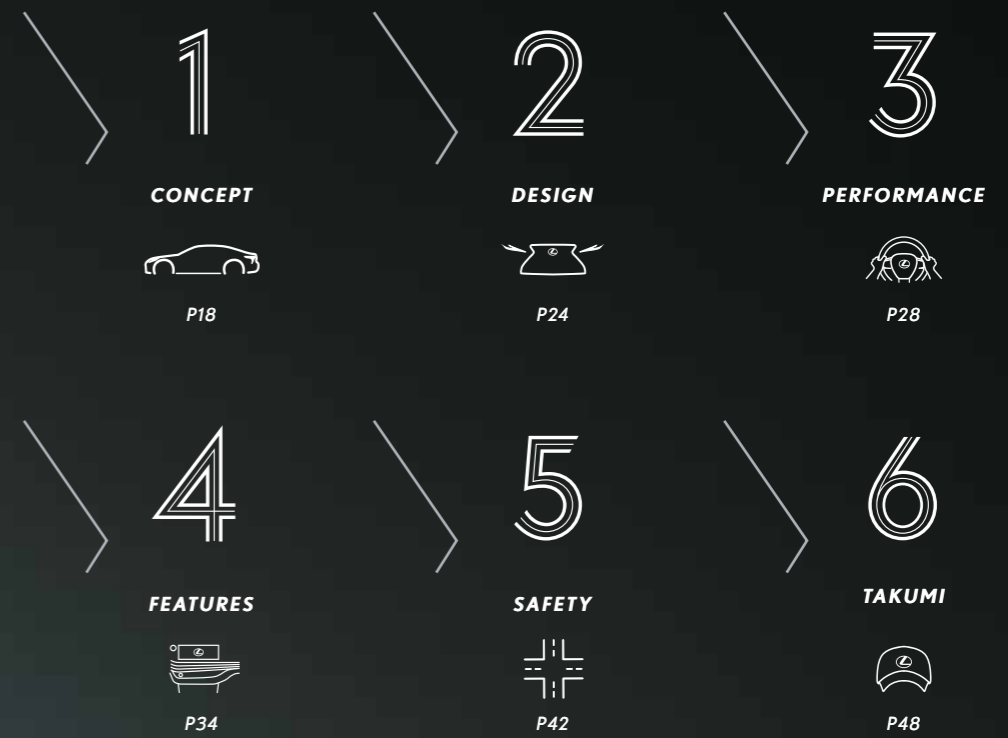 1
2
3
CONCEPT
DESIGN
PERFORMANCE
P18
P24
P28
4
5
6
FEATURES
SAFETY
TAKUMI
P34
P42
P48